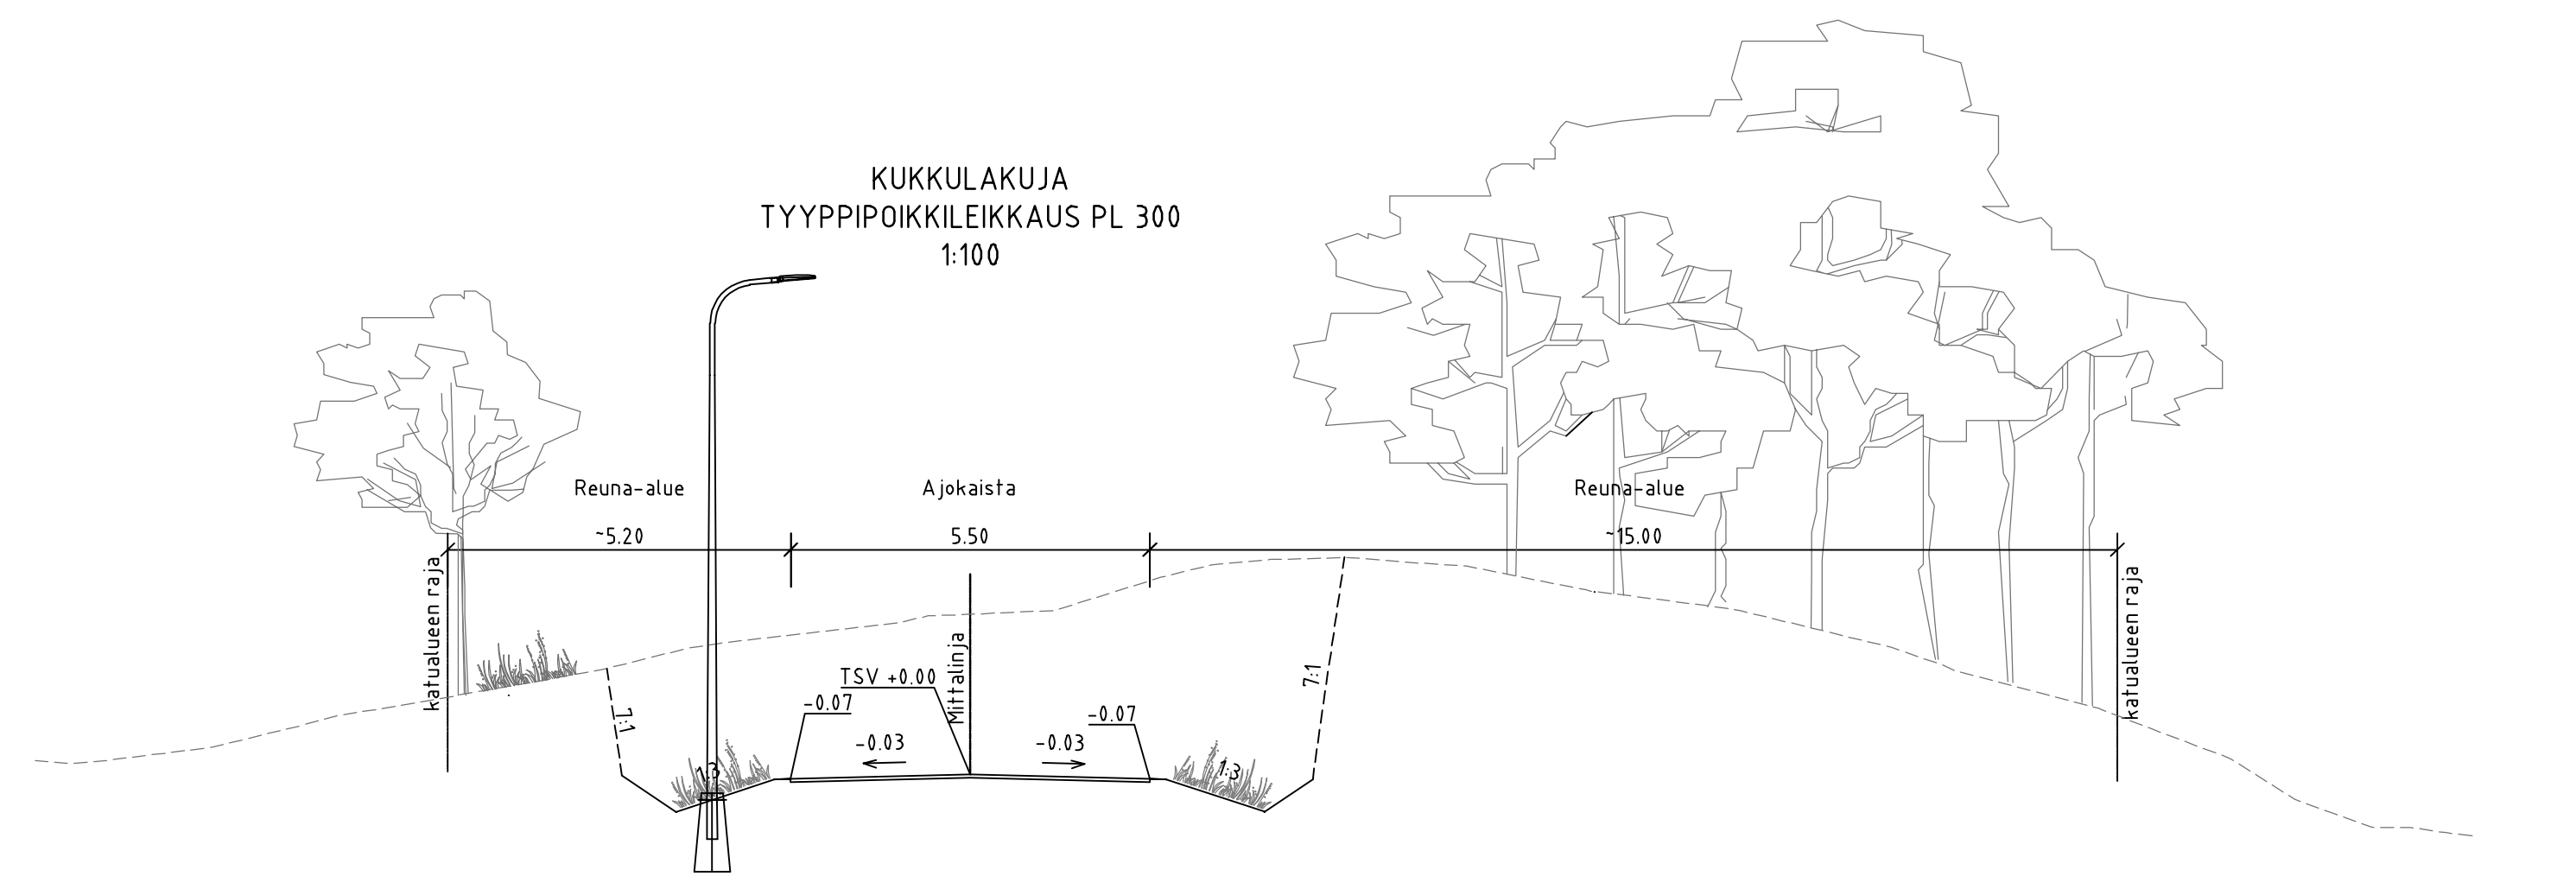 KUKKULAKUJA
TYYPPIPOIKKILEIKKAUS PL 300
1:100
Reuna-alue
Ajokaista
Reuna-alue
~5.20
5.50
~15.00
katualueen raja
Mittalinja
katualueen raja
TSV +0.00
-0.07
-0.07
-0.03
-0.03
7:1
7:1
1:3
1:3